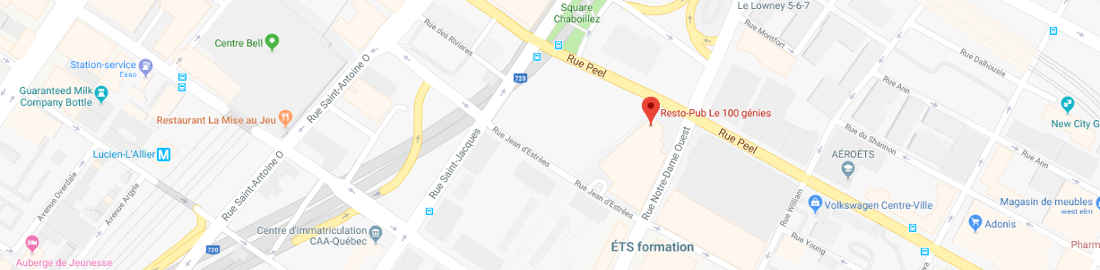 Square
Chaboillez
Le Lowney 5-6-7
Rue des Rivieres
Rue Montfort
Centre Bell
Rue Peel
Rue Dalhousie
Station-service
Esso
Rue Saint-Antoine O
720
Rue Ann
Guaranteed Milk
Company Bottle
Resto-Pub Le 100 génies
New City G
Restaurant La Mise au Jeu
Rue du Shannon
Rue Peel
Rue Jean d'Estrées
Lucien-L'Allier
M
AÉROÉTS
Rue Ann
Rue Saint-Jacques
Rue Notre-Dame Ouest
Avenue Overdale
Avenue Argyle
Rue Saint-Antoine O
Rue Jean d'Estrées
Rue William
Volkswagen Centre-Ville
Magasin de meubles
west elm
Adonis
Centre d'immatriculation
CAA-Québec
Rue Young
ÉTS formation
720
Pharm
Auberge de Jeunesse